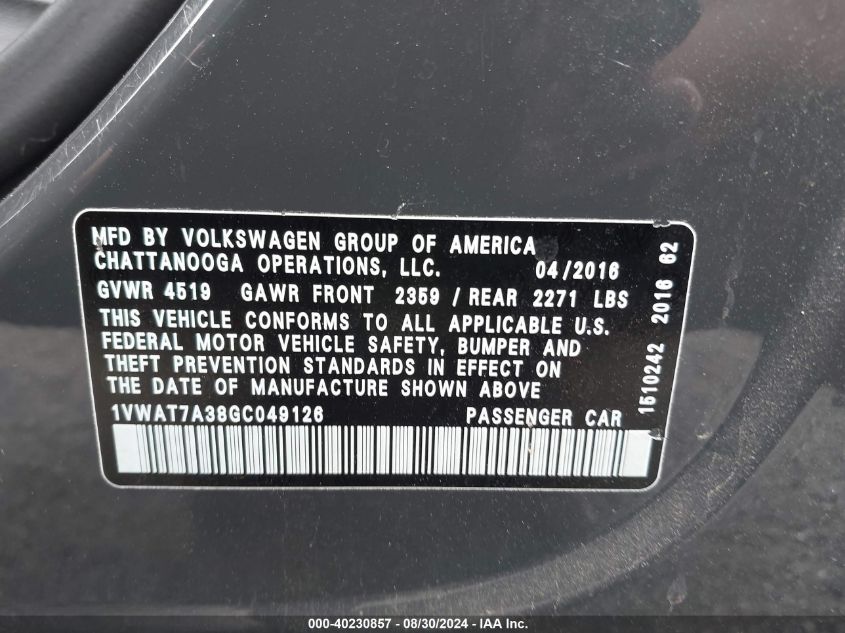 MFD BY VOLKSWAGEN GROUP OF AMERICA
CHATTANOOGA OPERATIONS, LLC. 04/2016
GVWR 4519 GAWR FRONT 2359 / REAR 2271 LBS
THIS VEHICLE CONFORMS TO ALL APPLICABLE U.S.
FEDERAL MOTOR VEHICLE SAFETY, BUMPER AND
THEFT PREVENTION STANDARDS IN EFFECT ON
THE DATE OF MANUFACTURE SHOWN ABOVE
1VWAT7A38GC049126 PASSENGER CAR
1510242 2016 62
000-40230857 - 08/30/2024 - IAA Inc.